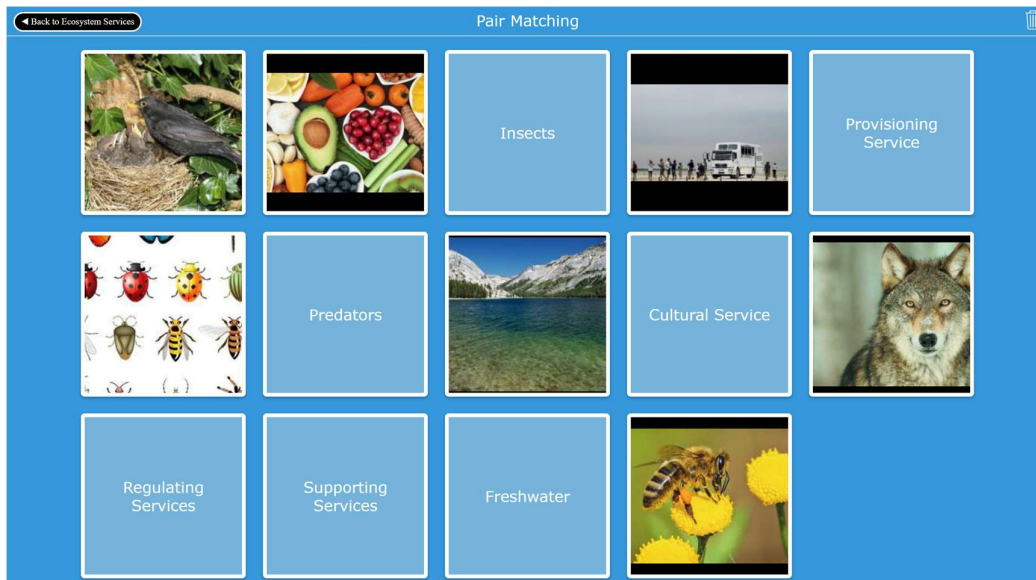 ◀ Back to Ecosystem Services
Pair Matching
Insects
Provisioning
Service
Predators
Cultural Service
Regulating
Services
Supporting
Services
Freshwater